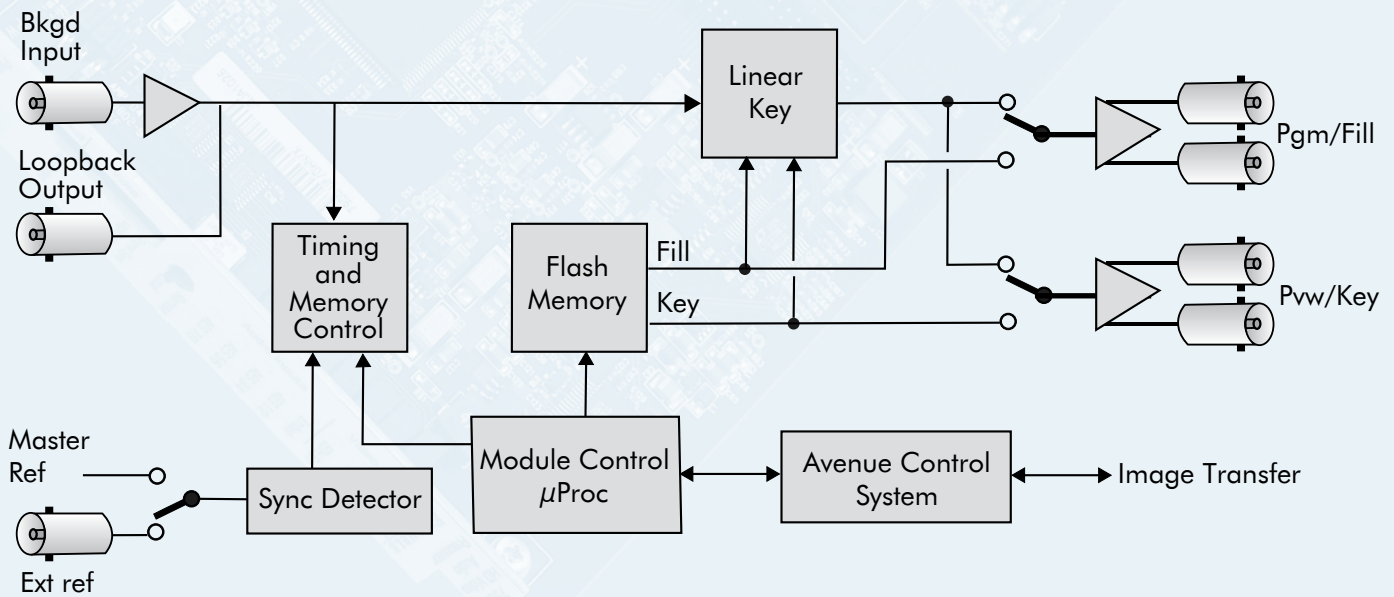 Bkgd
Input
Linear
Key
Pgm/Fill
Loopback
Output
Timing
and
Memory
Control
Flash
Memory
Fill
Key
Pvw/Key
Master
Ref
Sync Detector
Module Control
μProc
Avenue Control
System
Image Transfer
Ext ref